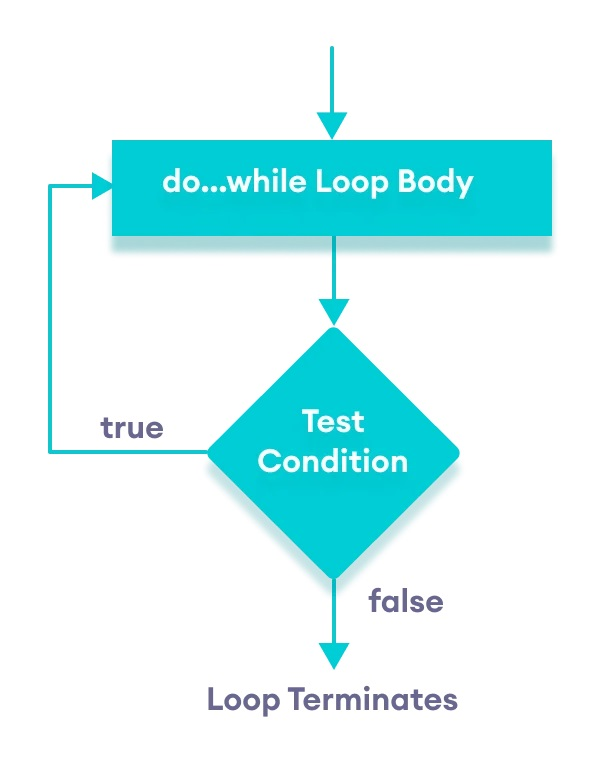 do...while Loop Body
Test
Condition
true
false
Loop Terminates